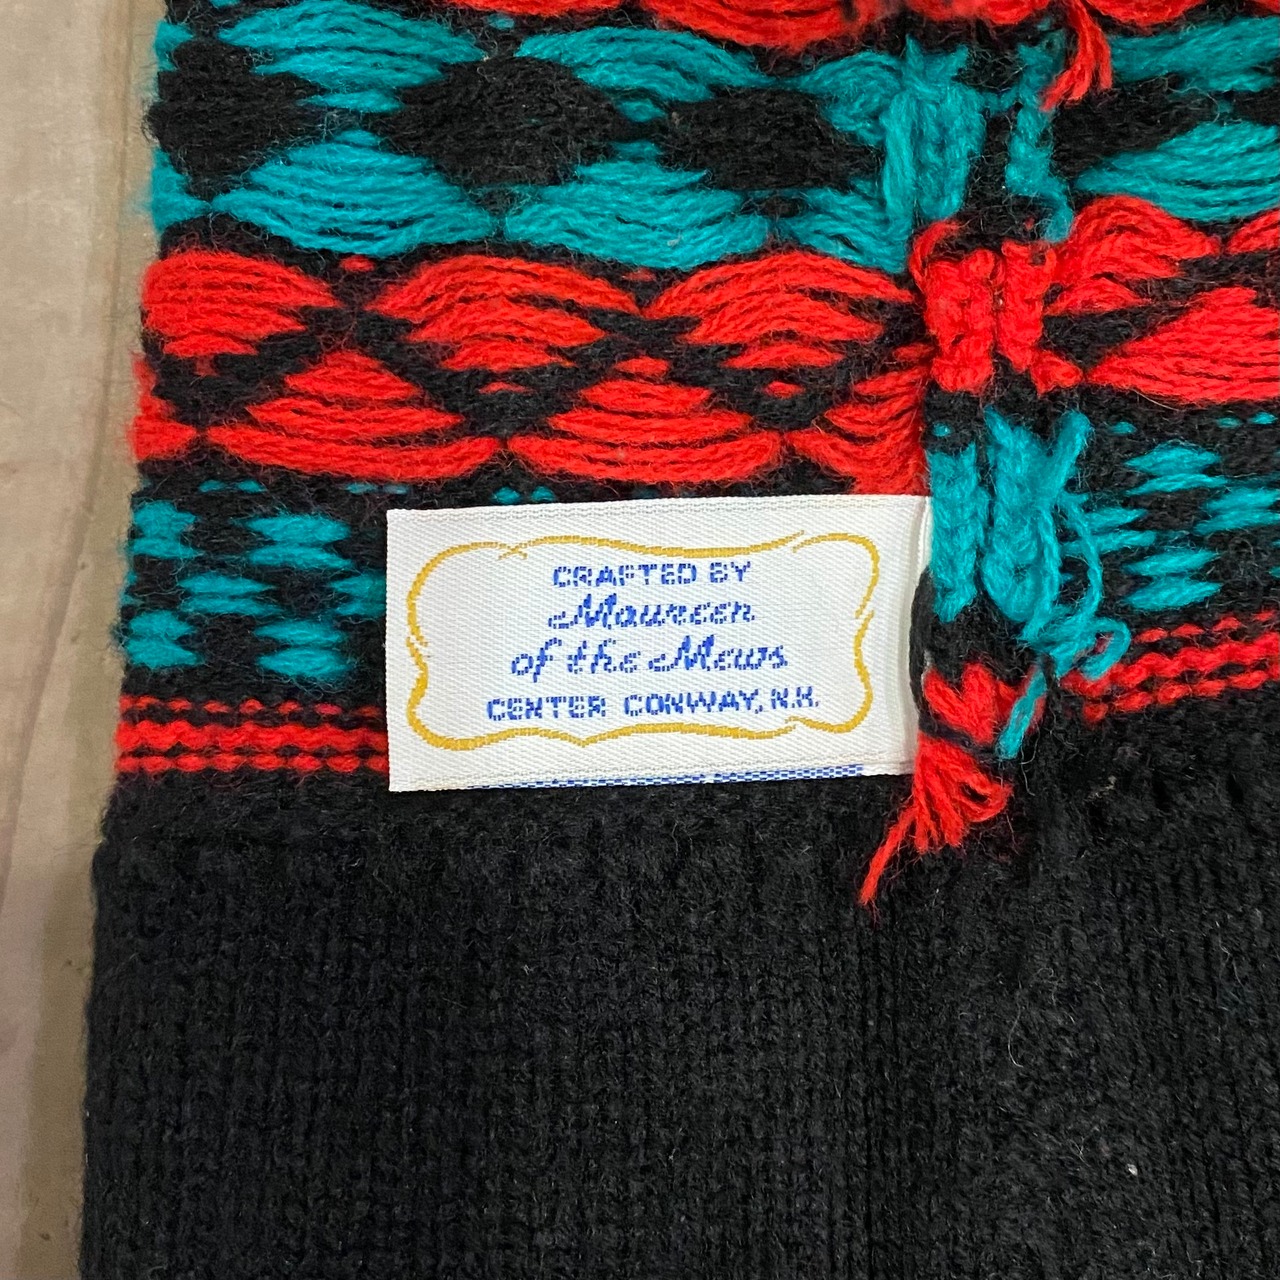 CRAFTED BY
Maureen
of the Mews
CENTER CONWAY, N.H.